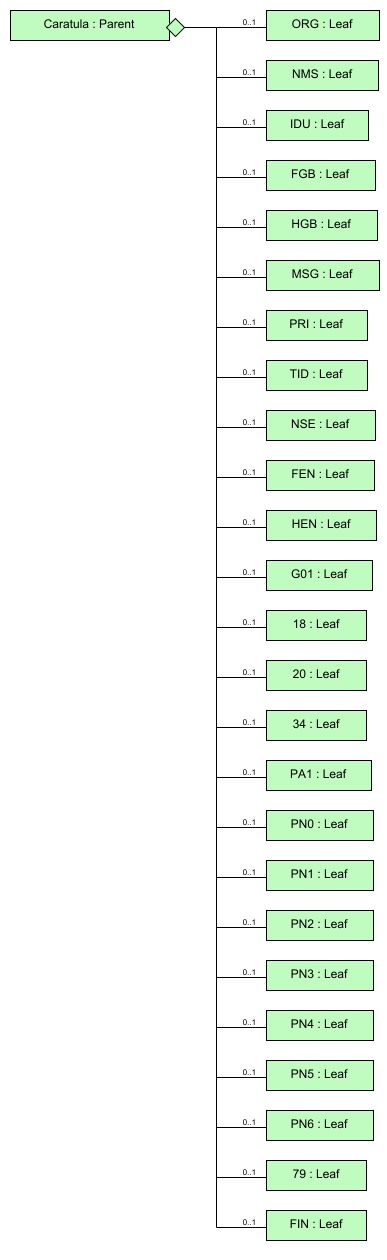 Caratula : Parent
0..1 ORG : Leaf
0..1 NMS : Leaf
0..1 IDU : Leaf
0..1 FGB : Leaf
0..1 HGB : Leaf
0..1 MSG : Leaf
0..1 PRI : Leaf
0..1 TID : Leaf
0..1 NSE : Leaf
0..1 FEN : Leaf
0..1 HEN : Leaf
0..1 G01 : Leaf
0..1 18 : Leaf
0..1 20 : Leaf
0..1 34 : Leaf
0..1 PA1 : Leaf
0..1 PN0 : Leaf
0..1 PN1 : Leaf
0..1 PN2 : Leaf
0..1 PN3 : Leaf
0..1 PN4 : Leaf
0..1 PN5 : Leaf
0..1 PN6 : Leaf
0..1 79 : Leaf
0..1 FIN : Leaf